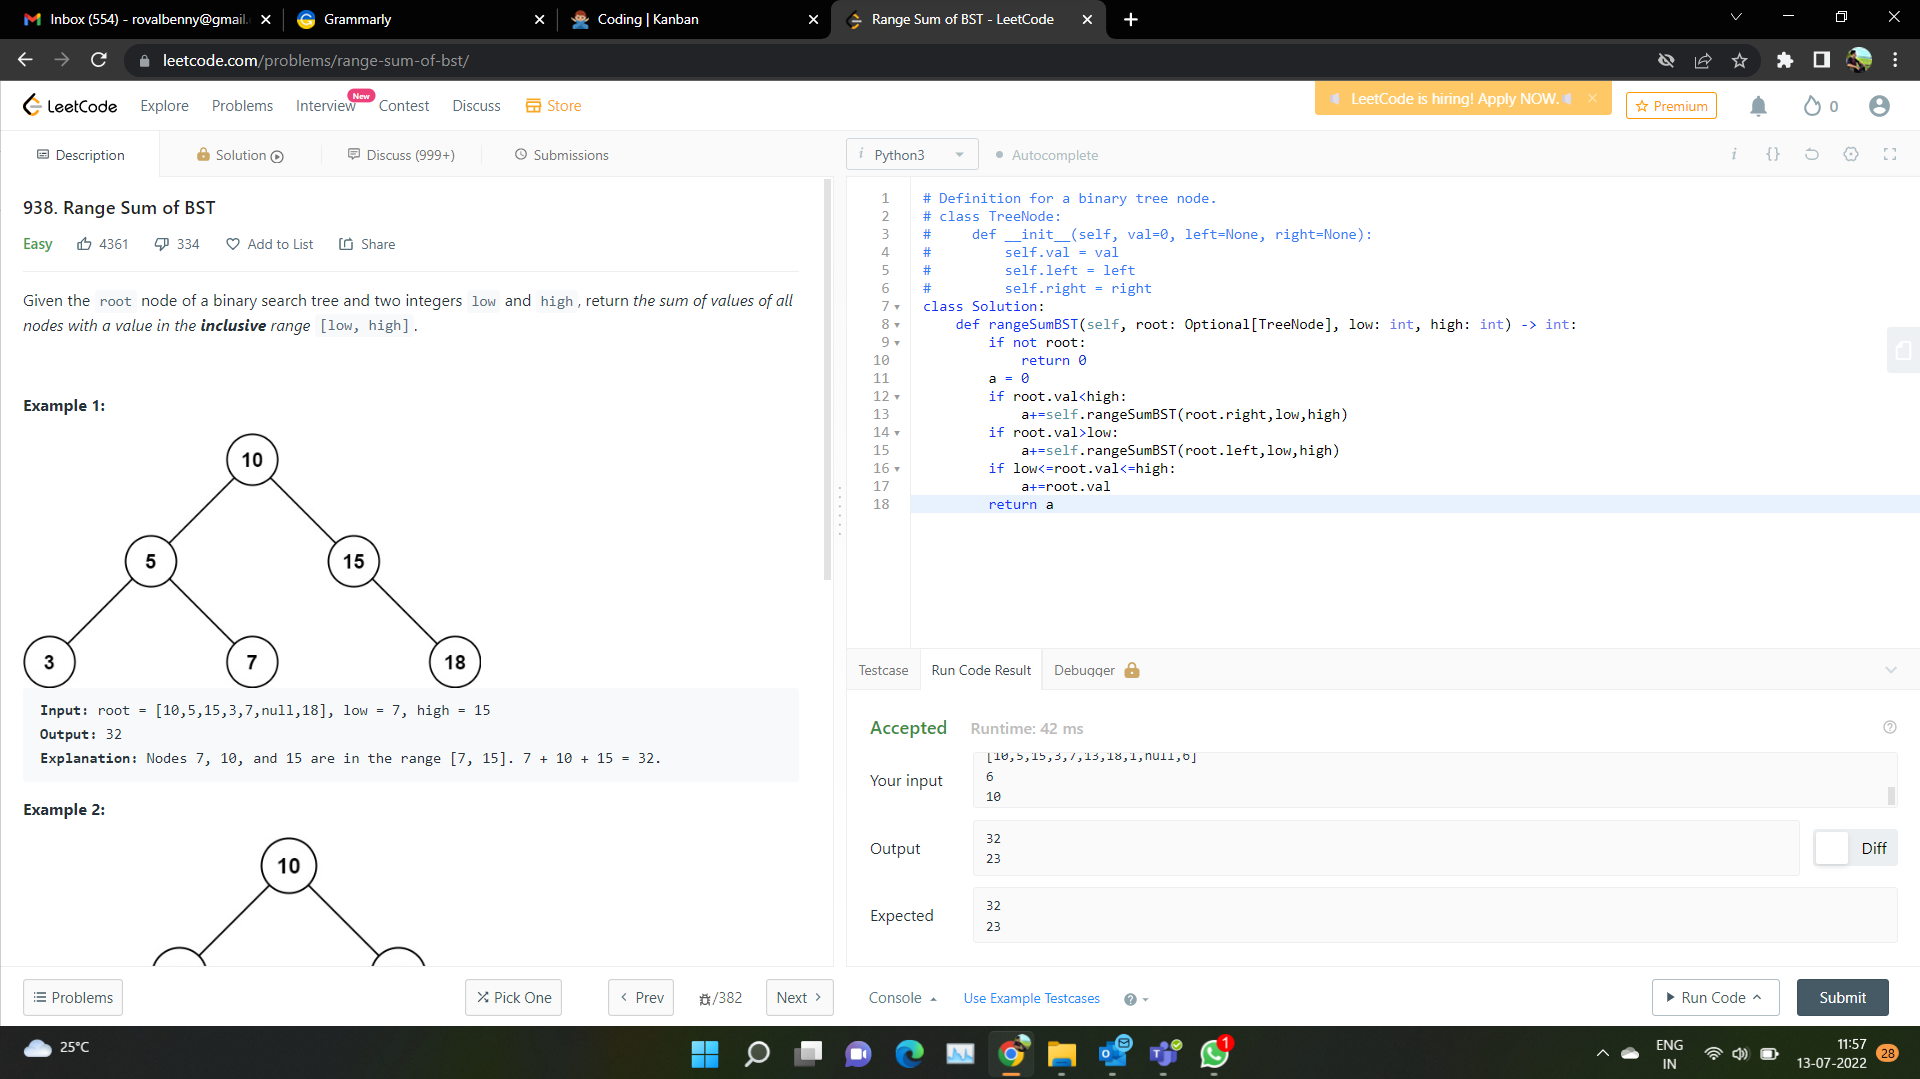 Inbox (554) - rovalbenny@gmail.
Grammarly
Coding | Kanban
Range Sum of BST - LeetCode
leetcode.com/problems/range-sum-of-bst/
LeetCode Explore Problems Interview New Contest Discuss Store
LeetCode is hiring! Apply NOW.
Premium
0
Description Solution Discuss (999+) Submissions
i Python3 Autocomplete
938. Range Sum of BST
Easy 4361 334 Add to List Share
Given the root node of a binary search tree and two integers low and high, return the sum of values of all
nodes with a value in the inclusive range [low, high].
Example 1:
10
5 15
3 7 18
Input: root = [10,5,15,3,7,null,18], low = 7, high = 15
Output: 32
Explanation: Nodes 7, 10, and 15 are in the range [7, 15]. 7 + 10 + 15 = 32.
Example 2:
10
Problems Pick One Prev /382 Next
1 # Definition for a binary tree node.
2 # class TreeNode:
3 #     def __init__(self, val=0, left=None, right=None):
4 #         self.val = val
5 #         self.left = left
6 #         self.right = right
7 class Solution:
8     def rangeSumBST(self, root: Optional[TreeNode], low: int, high: int) -> int:
9         if not root:
10             return 0
11         a = 0
12         if root.val<high:
13             a+=self.rangeSumBST(root.right,low,high)
14         if root.val>low:
15             a+=self.rangeSumBST(root.left,low,high)
16         if low<=root.val<=high:
17             a+=root.val
18         return a
Testcase Run Code Result Debugger
Accepted Runtime: 42 ms
Your input
[10,5,15,3,7,13,18,1,null,6]
6
10
Output
32
23
Diff
Expected
32
23
Console Use Example Testcases Run Code Submit
25°C
1
ENG
IN
11:57
13-07-2022
28